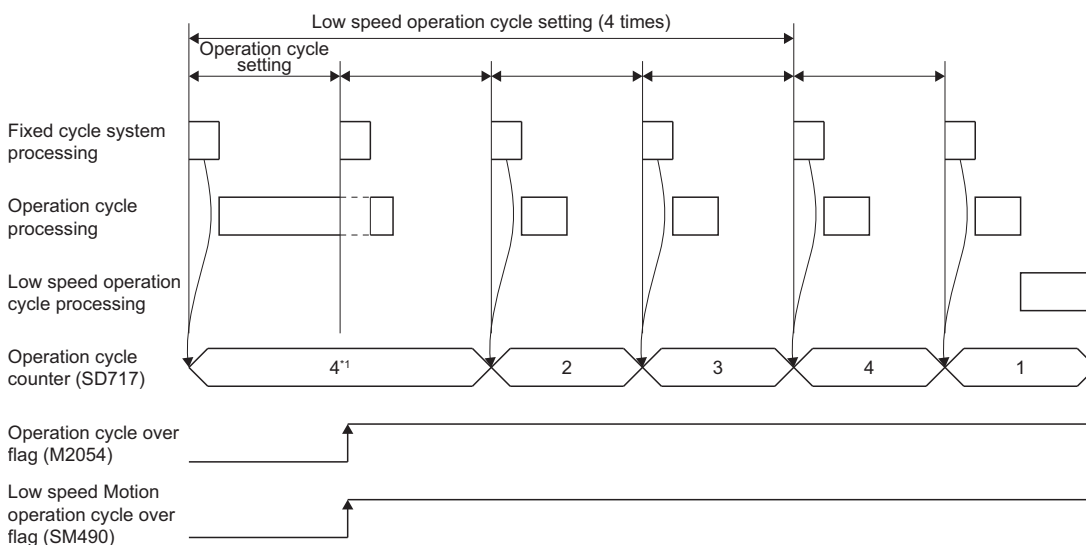 Low speed operation cycle setting (4 times)
Operation cycle
setting
Fixed cycle system
processing
Operation cycle
processing
Low speed operation
cycle processing
Operation cycle
counter (SD717)
4*1
2
3
4
1
Operation cycle over
flag (M2054)
Low speed Motion
operation cycle over
flag (SM490)